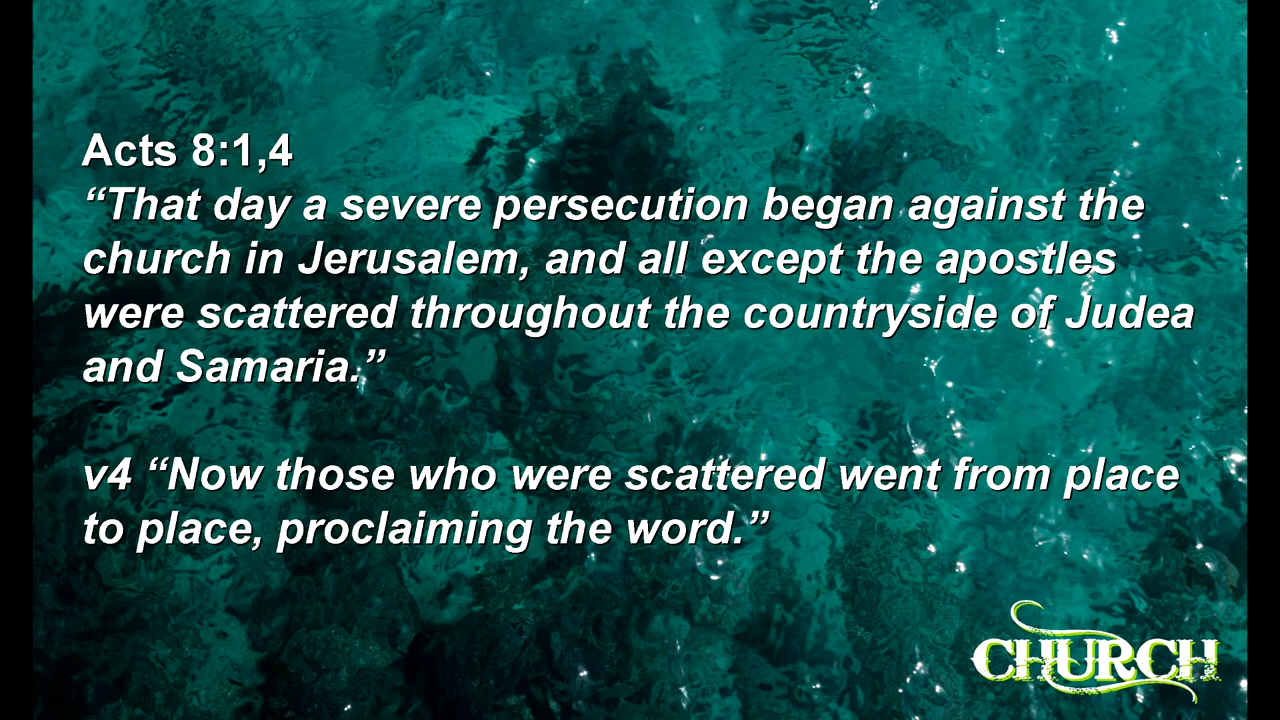 Acts 8:1,4
“That day a severe persecution began against the
church in Jerusalem, and all except the apostles
were scattered throughout the countryside of Judea
and Samaria.”
v4 “Now those who were scattered went from place
to place, proclaiming the word.”
CHURCH